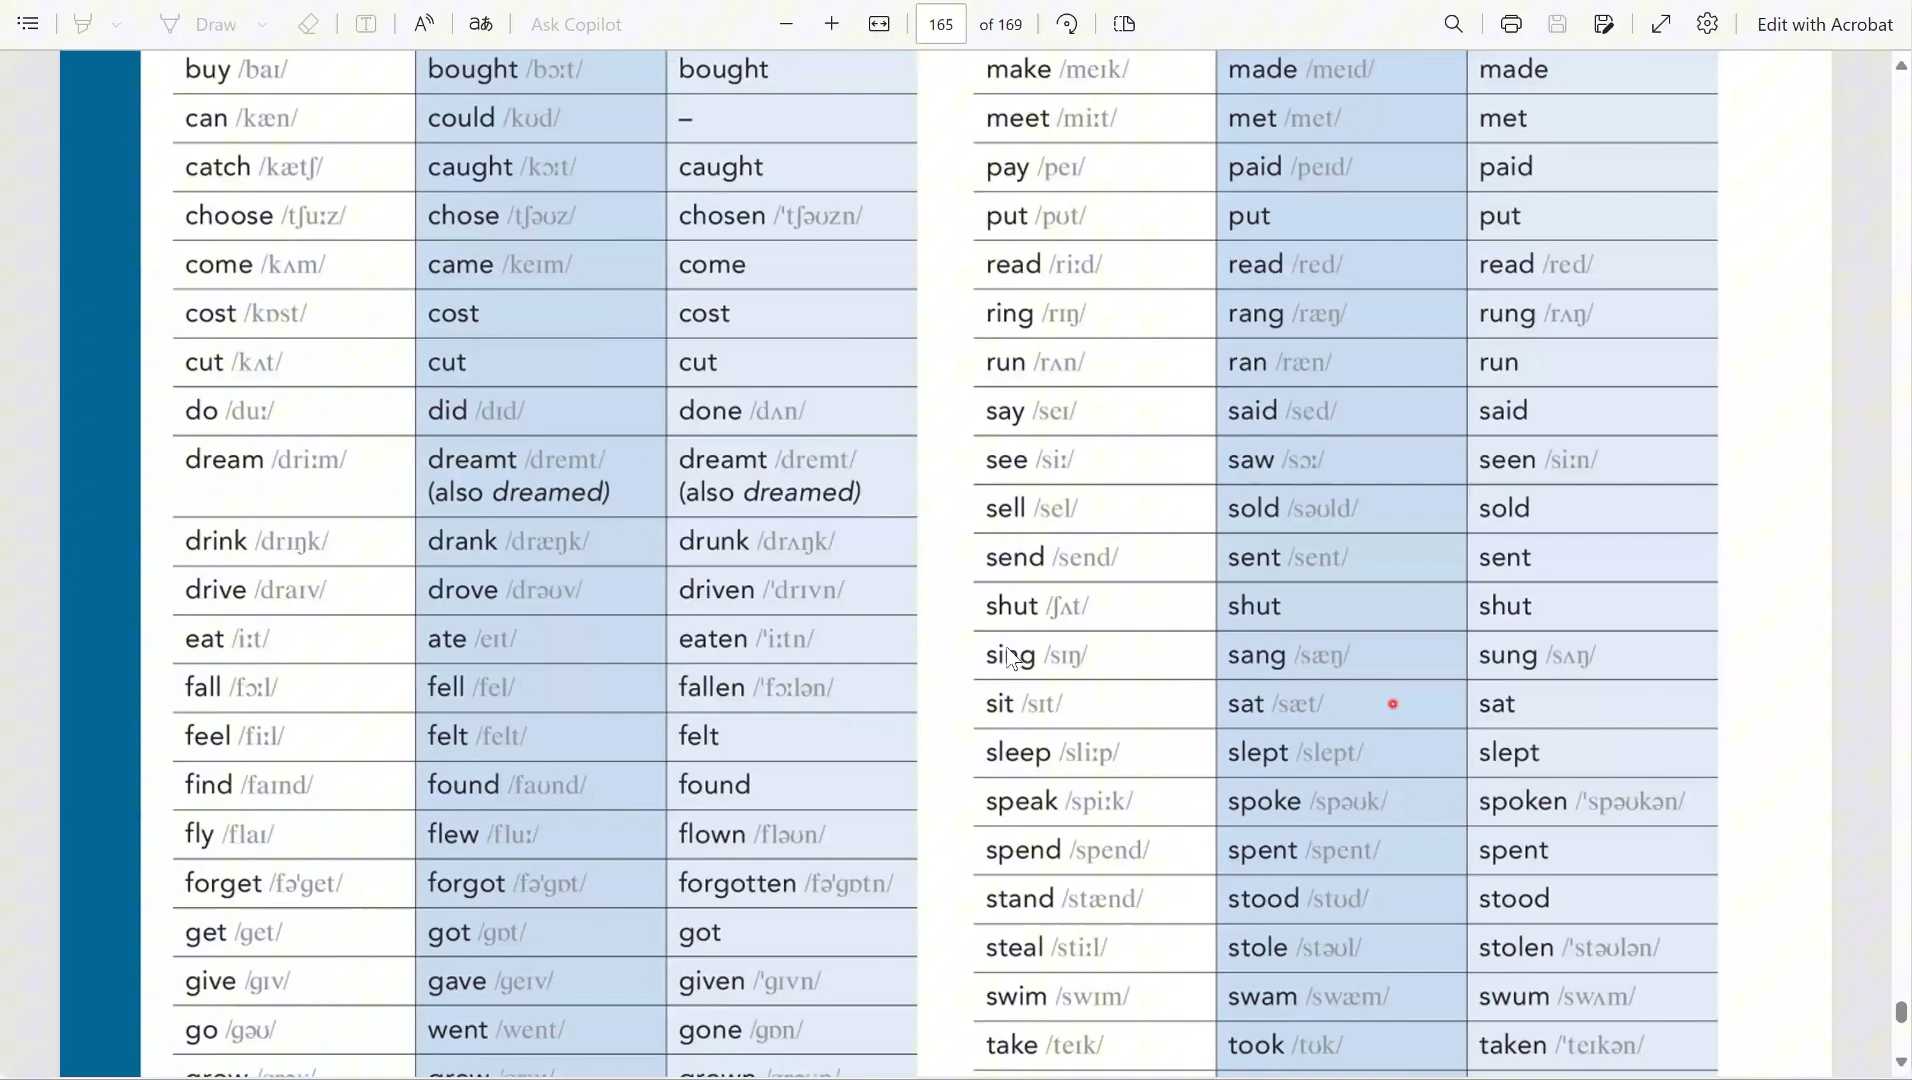 Draw
Ask Copilot
165 of 169
Edit with Acrobat
buy /baɪ/ bought /bɔːt/ bought
can /kæn/ could /kʊd/ –
catch /kætʃ/ caught /kɔːt/ caught
choose /tʃuːz/ chose /tʃəʊz/ chosen /ˈtʃəʊzn/
come /kʌm/ came /keɪm/ come
cost /kɒst/ cost cost
cut /kʌt/ cut cut
do /duː/ did /dɪd/ done /dʌn/
dream /driːm/ dreamt /dremt/ dreamt /dremt/
(also dreamed) (also dreamed)
drink /drɪŋk/ drank /dræŋk/ drunk /drʌŋk/
drive /draɪv/ drove /drəʊv/ driven /ˈdrɪvn/
eat /iːt/ ate /eɪt/ eaten /ˈiːtn/
fall /fɔːl/ fell /fel/ fallen /ˈfɔːlən/
feel /fiːl/ felt /felt/ felt
find /faɪnd/ found /faʊnd/ found
fly /flaɪ/ flew /fluː/ flown /fləʊn/
forget /fəˈget/ forgot /fəˈgɒt/ forgotten /fəˈgɒtn/
get /get/ got /gɒt/ got
give /gɪv/ gave /geɪv/ given /ˈgɪvn/
go /gəʊ/ went /went/ gone /gɒn/
make /meɪk/ made /meɪd/ made
meet /miːt/ met /met/ met
pay /peɪ/ paid /peɪd/ paid
put /pʊt/ put put
read /riːd/ read /red/ read /red/
ring /rɪŋ/ rang /ræŋ/ rung /rʌŋ/
run /rʌn/ ran /ræn/ run
say /seɪ/ said /sed/ said
see /siː/ saw /sɔː/ seen /siːn/
sell /sel/ sold /səʊld/ sold
send /send/ sent /sent/ sent
shut /ʃʌt/ shut shut
sing /sɪŋ/ sang /sæŋ/ sung /sʌŋ/
sit /sɪt/ sat /sæt/ sat
sleep /sliːp/ slept /slept/ slept
speak /spiːk/ spoke /spəʊk/ spoken /ˈspəʊkən/
spend /spend/ spent /spent/ spent
stand /stænd/ stood /stʊd/ stood
steal /stiːl/ stole /stəʊl/ stolen /ˈstəʊlən/
swim /swɪm/ swam /swæm/ swum /swʌm/
take /teɪk/ took /tʊk/ taken /ˈteɪkən/